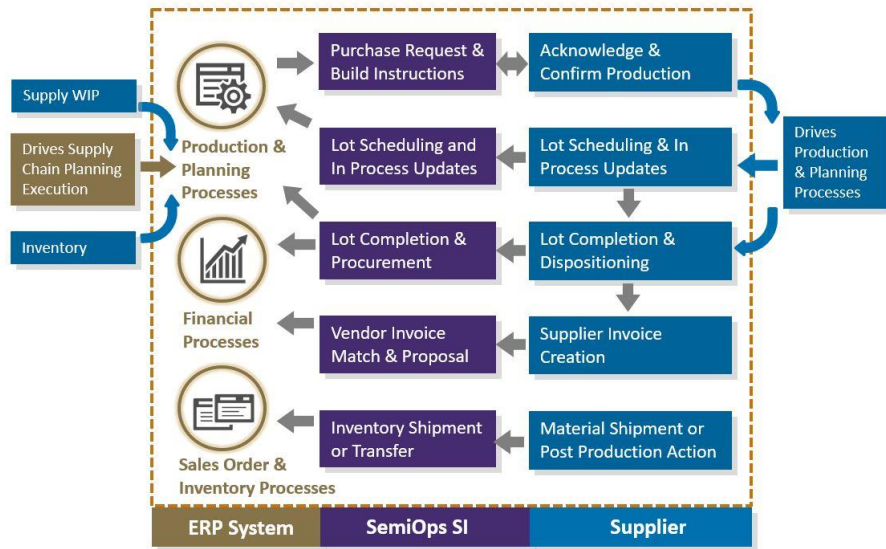 Supply WIP
Drives Supply
Chain Planning
Execution
Inventory
Production &
Planning
Processes
Financial
Processes
Sales Order &
Inventory Processes
Purchase Request &
Build Instructions
Acknowledge &
Confirm Production
Lot Scheduling and
In Process Updates
Lot Scheduling & In
Process Updates
Lot Completion &
Procurement
Lot Completion &
Dispositioning
Vendor Invoice
Match & Proposal
Supplier Invoice
Creation
Inventory Shipment
or Transfer
Material Shipment or
Post Production Action
Drives
Production
& Planning
Processes
ERP System
SemiOps SI
Supplier